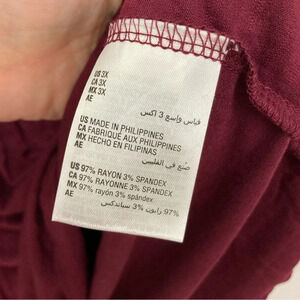 US 3X
CA 3X
MX 3X
AE
قياس واسع 3 اكس
US MADE IN PHILIPPINES
CA FABRIQUÉ AUX PHILIPPINES
MX HECHO EN FILIPINAS
AE
صنع في الفلبين
US 97% RAYON 3% SPANDEX
CA 97% RAYONNE 3% SPANDEX
MX 97% rayón 3% spándex
AE
97% رايون 3% سباندكس